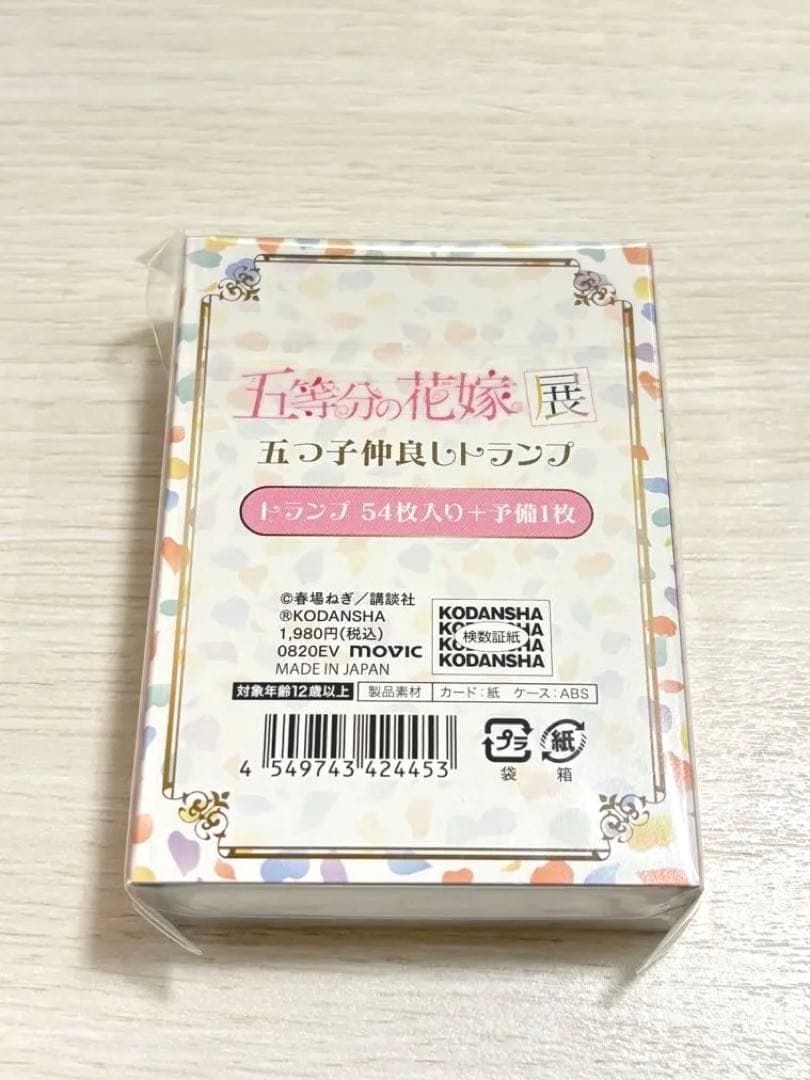 五等分の花嫁 展
五つ子仲良しトランプ
トランプ 54枚入り+予備1枚
©春場ねぎ/講談社
®KODANSHA
1,980円(税込)
0820EV movic
MADE IN JAPAN
KODANSHA
KODANSHA
検数証紙
KODANSHA
KODANSHA
対象年齢12歳以上 製品素材 カード:紙 ケース:ABS
4 549743 424453
プラ 紙
袋 箱